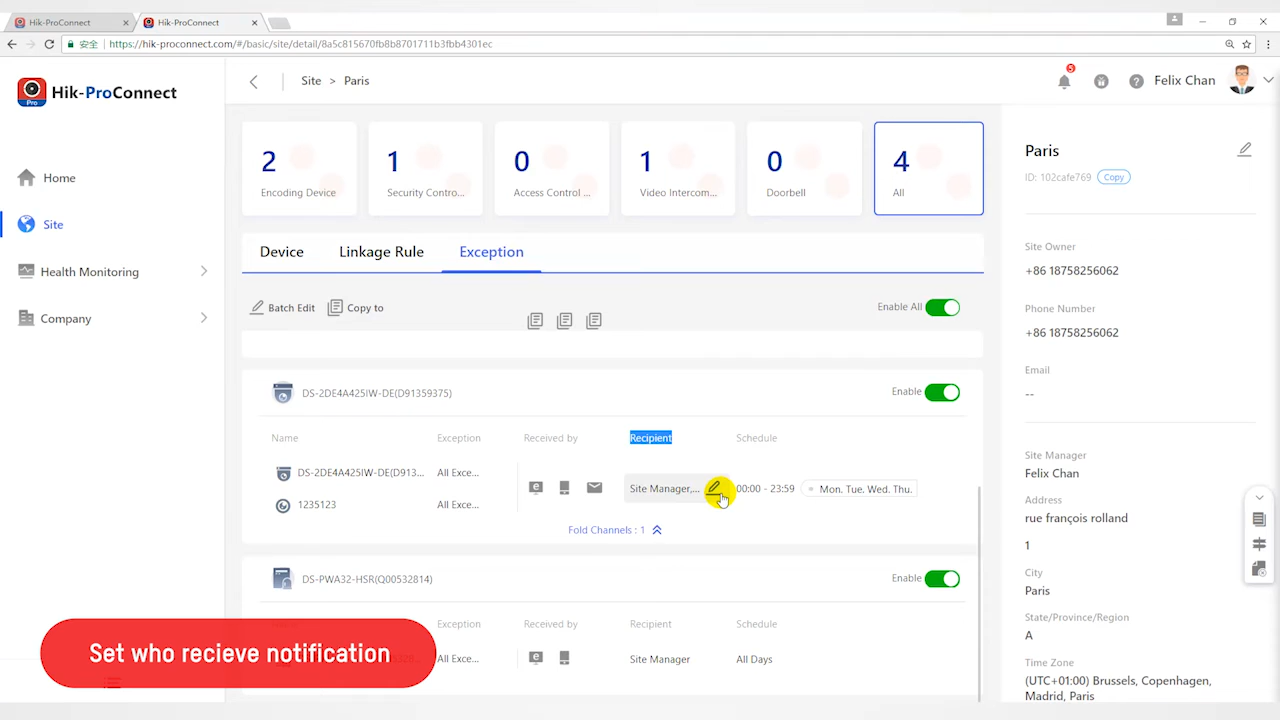 Hik-ProConnect
Hik-ProConnect
安全
https://hik-proconnect.com/#/basic/site/detail/8a5c815670fb8b8701711b3fbb4301ec
Pro
Hik-ProConnect
Site > Paris
5
Felix Chan
Home
Site
Health Monitoring
Company
2
Encoding Device
1
Security Contro...
0
Access Control ...
1
Video Intercom...
0
Doorbell
4
All
Device
Linkage Rule
Exception
Batch Edit
Copy to
Enable All
DS-2DE4A425IW-DE(D91359375)
Enable
Name
Exception
Received by
Recipient
Schedule
DS-2DE4A425IW-DE(D913...
All Exce...
Site Manager,...
00:00 - 23:59
Mon. Tue. Wed. Thu.
1235123
All Exce...
Fold Channels : 1
DS-PWA32-HSR(Q00532814)
Enable
Exception
Received by
Recipient
Schedule
All Exce...
Site Manager
All Days
Set who recieve notification
Paris
ID: 102cafe769
Copy
Site Owner
+86 18758256062
Phone Number
+86 18758256062
Email
--
Site Manager
Felix Chan
Address
rue françois rolland
1
City
Paris
State/Province/Region
A
Time Zone
(UTC+01:00) Brussels, Copenhagen,
Madrid, Paris